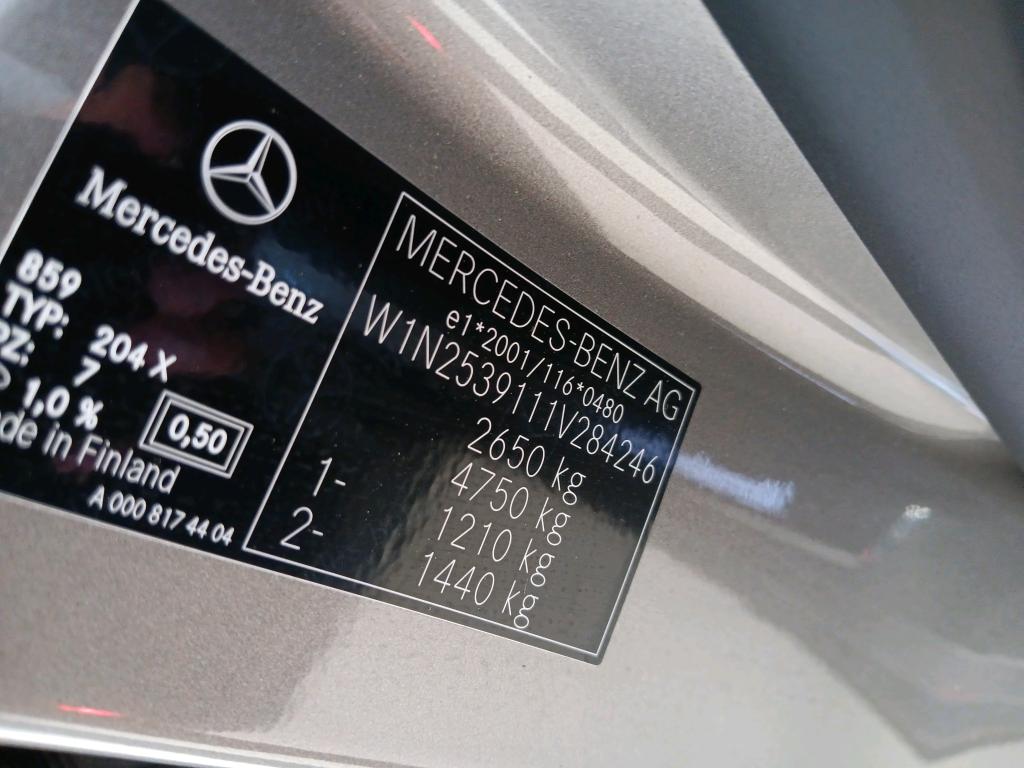 Mercedes-Benz
859
TYP: 204 X
PZ: 7
1,0 %
0,50
de in Finland
A 000 817 44 04
MERCEDES-BENZ AG
e1*2001/116*0480
W1N2539111V284246
2650 kg
4750 kg
1- 1210 kg
2- 1440 kg